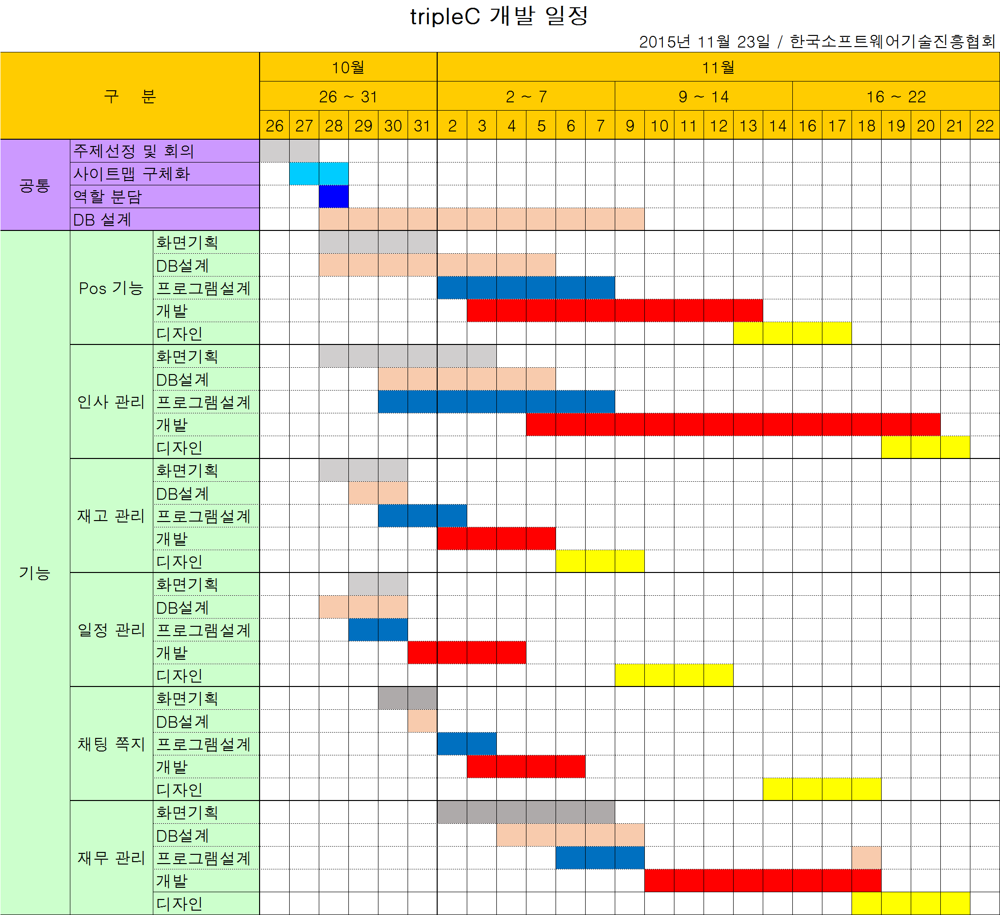 tripleC 개발 일정
2015년 11월 23일 / 한국소프트웨어기술진흥협회
구 분 10월 11월
26 ~ 31 2 ~ 7 9 ~ 14 16 ~ 22
26 27 28 29 30 31 2 3 4 5 6 7 9 10 11 12 13 14 16 17 18 19 20 21 22
공통
주제선정 및 회의
사이트맵 구체화
역할 분담
DB 설계
기능
Pos 기능
화면기획
DB설계
프로그램설계
개발
디자인
인사 관리
화면기획
DB설계
프로그램설계
개발
디자인
재고 관리
화면기획
DB설계
프로그램설계
개발
디자인
일정 관리
화면기획
DB설계
프로그램설계
개발
디자인
채팅 쪽지
화면기획
DB설계
프로그램설계
개발
디자인
재무 관리
화면기획
DB설계
프로그램설계
개발
디자인